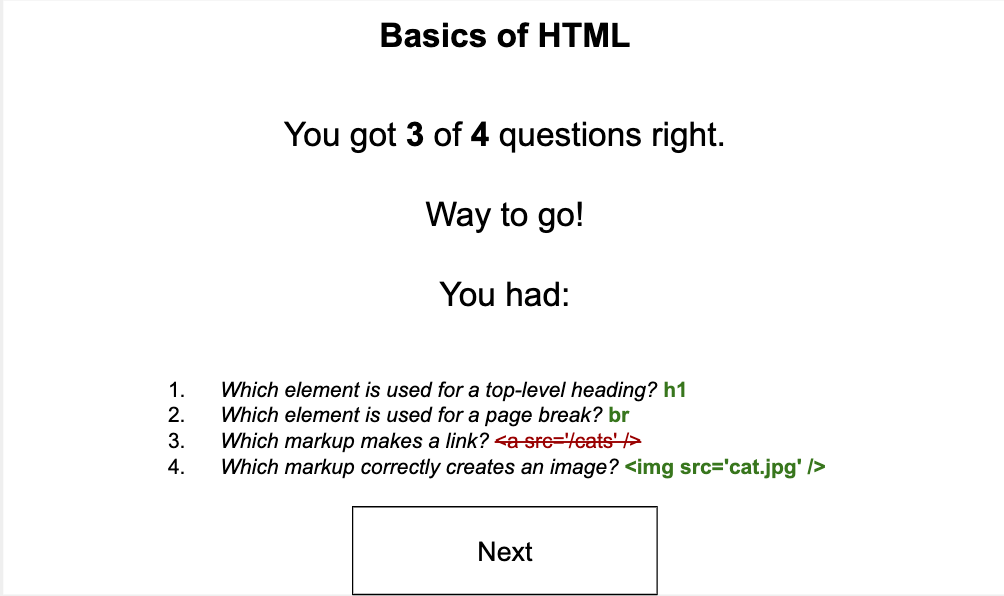 Basics of HTML
You got 3 of 4 questions right.
Way to go!
You had:
1. Which element is used for a top-level heading? h1
2. Which element is used for a page break? br
3. Which markup makes a link? <a src='/cats' />
4. Which markup correctly creates an image? <img src='cat.jpg' />
Next